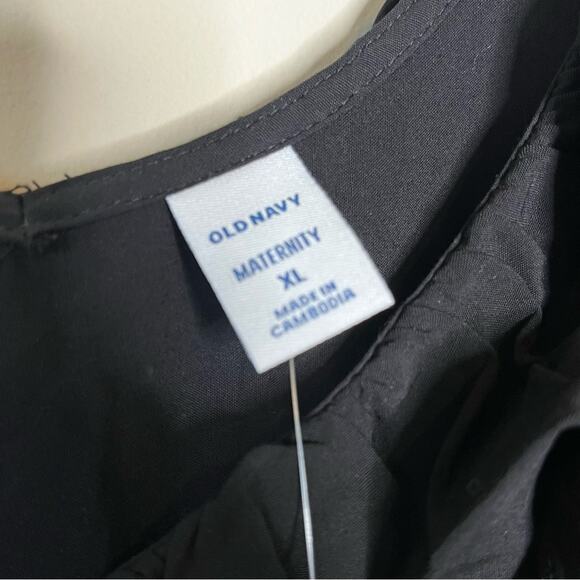 OLD NAVY
MATERNITY
XL
MADE IN
CAMBODIA